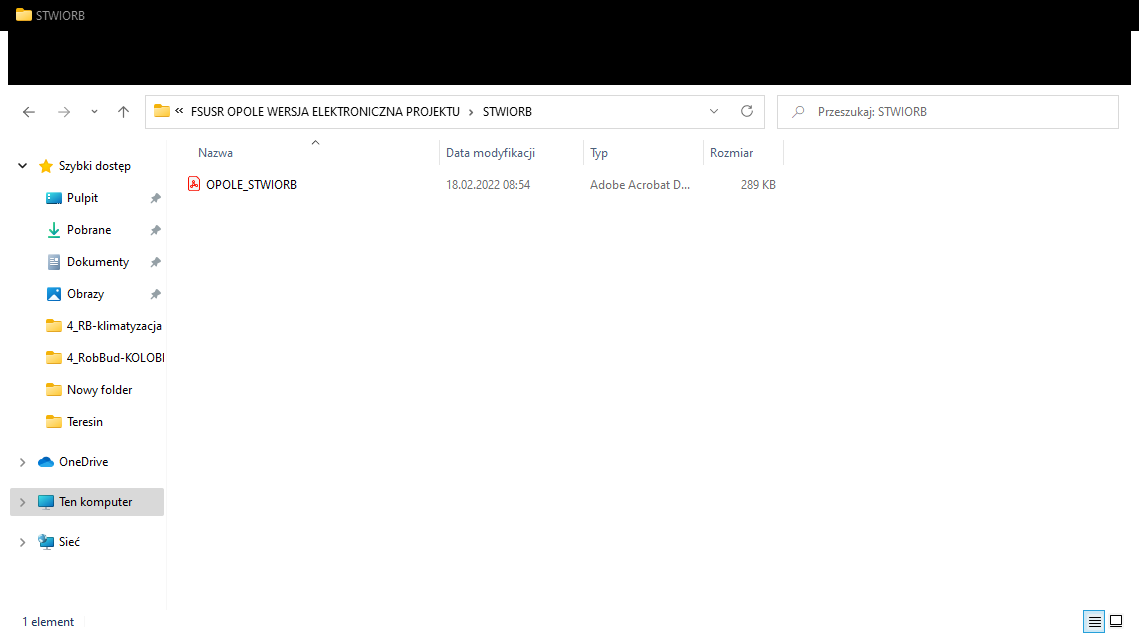 STWIORB
« FSUSR OPOLE WERSJA ELEKTRONICZNA PROJEKTU › STWIORB
Przeszukaj: STWIORB
Nazwa Data modyfikacji Typ Rozmiar
OPOLE_STWIORB 18.02.2022 08:54 Adobe Acrobat D... 289 KB
Szybki dostęp
Pulpit
Pobrane
Dokumenty
Obrazy
4_RB-klimatyzacja
4_RobBud-KOLOB
Nowy folder
Teresin
OneDrive
Ten komputer
Sieć
1 element